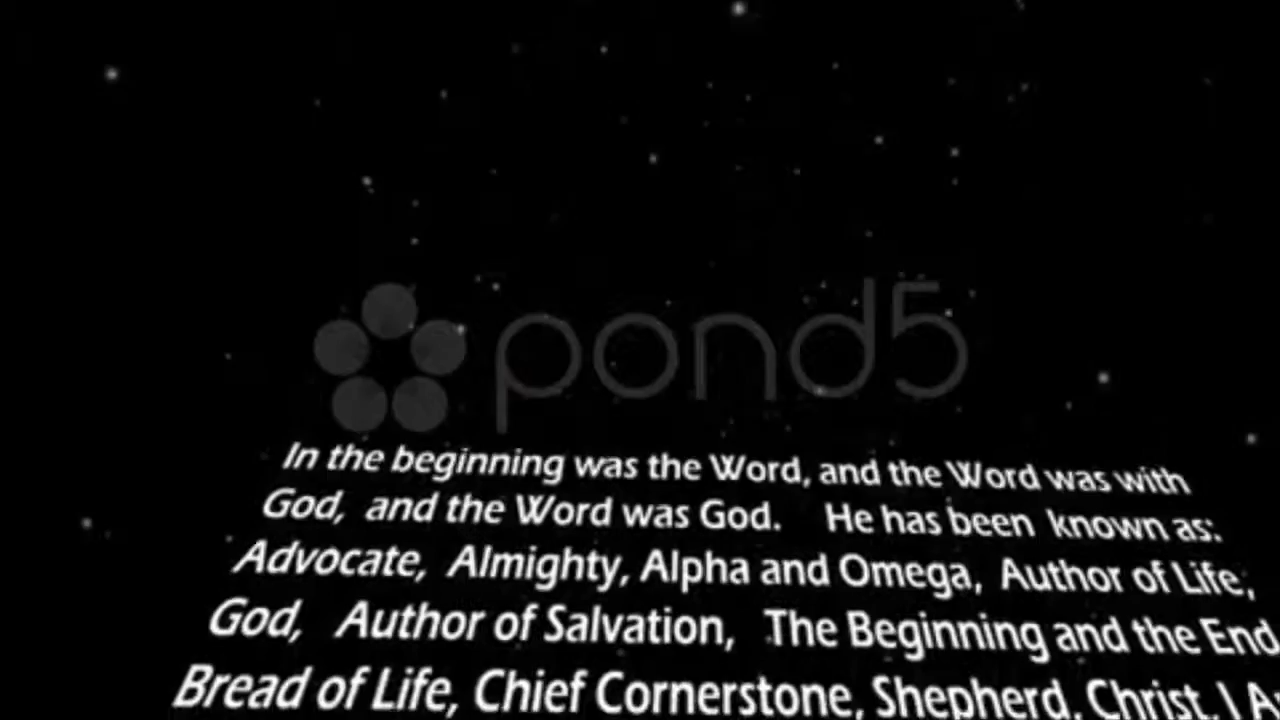 pond5
In the beginning was the Word, and the Word was with
God, and the Word was God. He has been known as:
Advocate, Almighty, Alpha and Omega, Author of Life,
God, Author of Salvation, The Beginning and the End
Bread of Life, Chief Cornerstone, Shepherd, Christ, I A